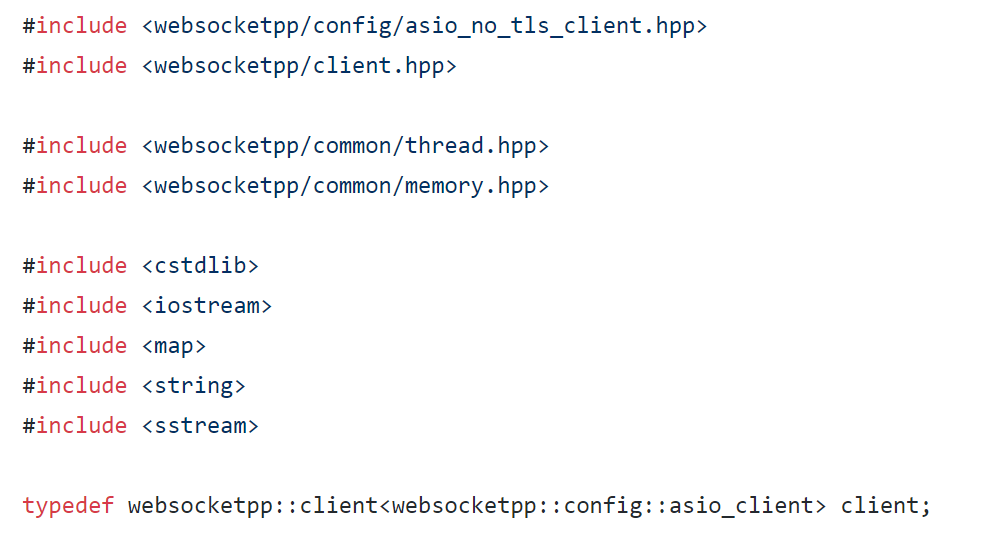 #include <websocketpp/config/asio_no_tls_client.hpp>
#include <websocketpp/client.hpp>
#include <websocketpp/common/thread.hpp>
#include <websocketpp/common/memory.hpp>
#include <cstdlib>
#include <iostream>
#include <map>
#include <string>
#include <sstream>
typedef websocketpp::client<websocketpp::config::asio_client> client;